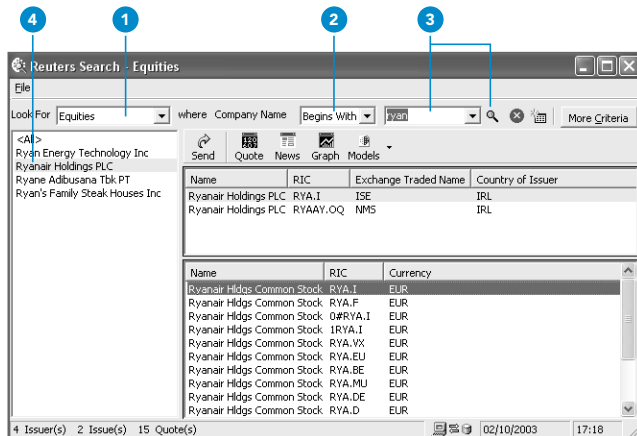 4 1 2 3
Reuters Search - Equities
File
Look For Equities where Company Name Begins With ryan More Criteria
<All>
Ryan Energy Technology Inc
Ryanair Holdings PLC
Ryane Adibusana Tbk PT
Ryan's Family Steak Houses Inc
Send Quote News Graph Models
Name RIC Exchange Traded Name Country of Issuer
Ryanair Holdings PLC RYA.I ISE IRL
Ryanair Holdings PLC RYAAY.OQ NMS IRL
Name RIC Currency
Ryanair Hldgs Common Stock RYA.I EUR
Ryanair Hldgs Common Stock RYA.F EUR
Ryanair Hldgs Common Stock 0#RYA.I EUR
Ryanair Hldgs Common Stock 1RYA.I EUR
Ryanair Hldgs Common Stock RYA.VX EUR
Ryanair Hldgs Common Stock RYA.EU EUR
Ryanair Hldgs Common Stock RYA.BE EUR
Ryanair Hldgs Common Stock RYA.MU EUR
Ryanair Hldgs Common Stock RYA.DE EUR
Ryanair Hldgs Common Stock RYA.D EUR
4 Issuer(s) 2 Issue(s) 15 Quote(s) 02/10/2003 17:18